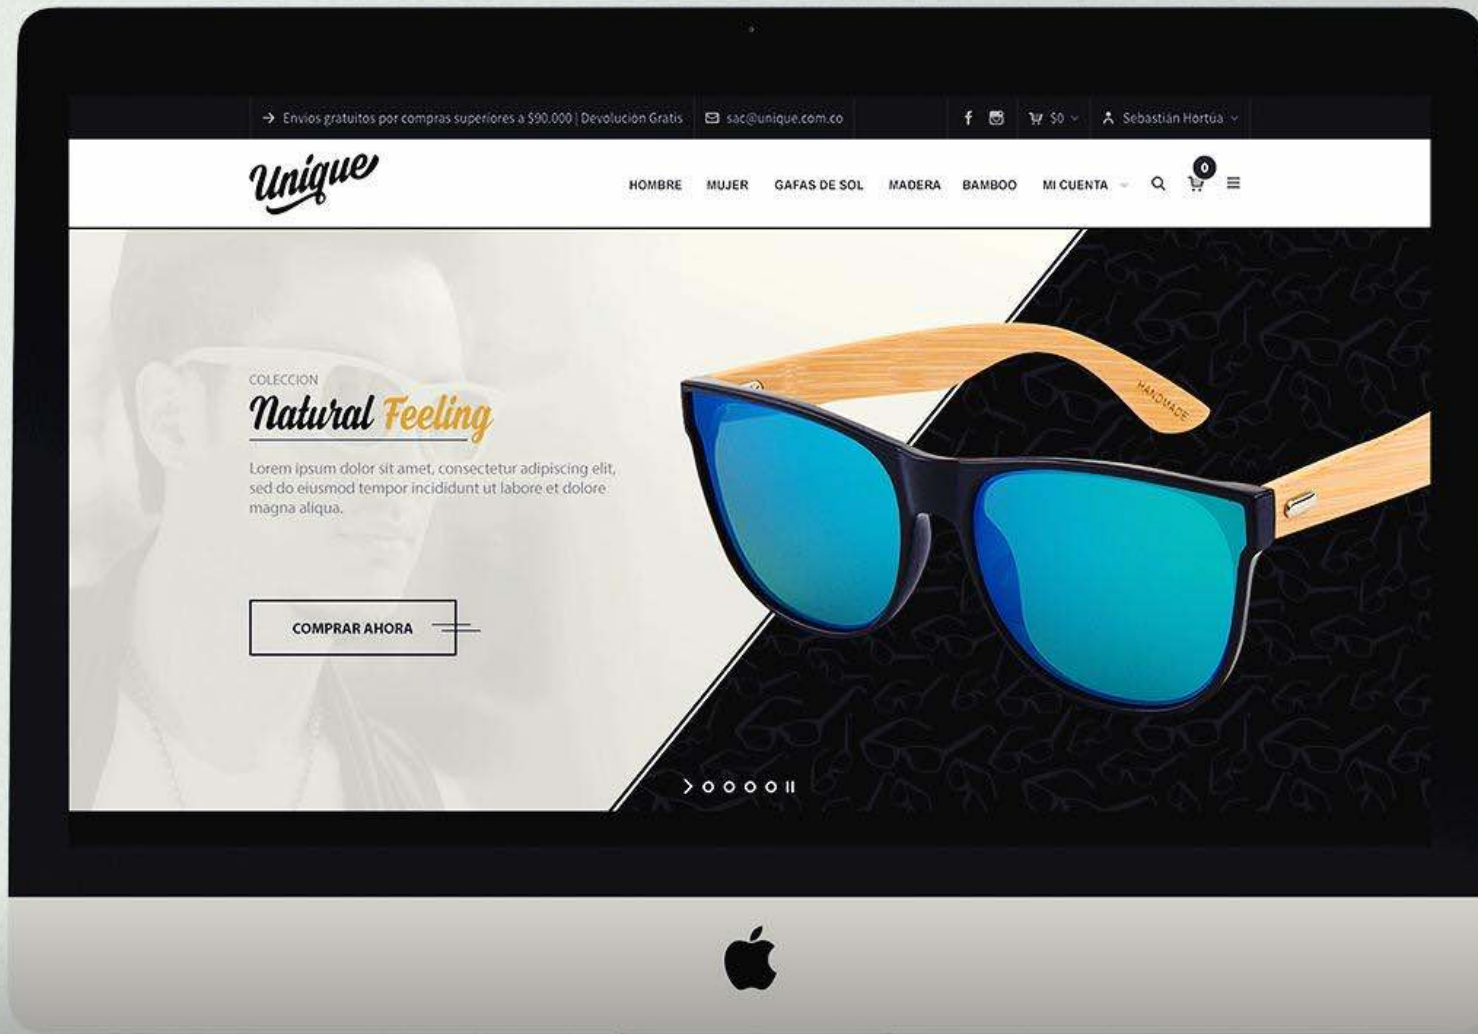 Envios gratuitos por compras superiores a $90.000 | Devolución Gratis
sac@unique.com.co
$0
Sebastián Hortúa
Unique
HOMBRE MUJER GAFAS DE SOL MADERA BAMBOO MI CUENTA
0
COLECCION
Natural Feeling
Lorem ipsum dolor sit amet, consectetur adipiscing elit,
sed do eiusmod tempor incididunt ut labore et dolore
magna aliqua.
COMPRAR AHORA
HANDMADE